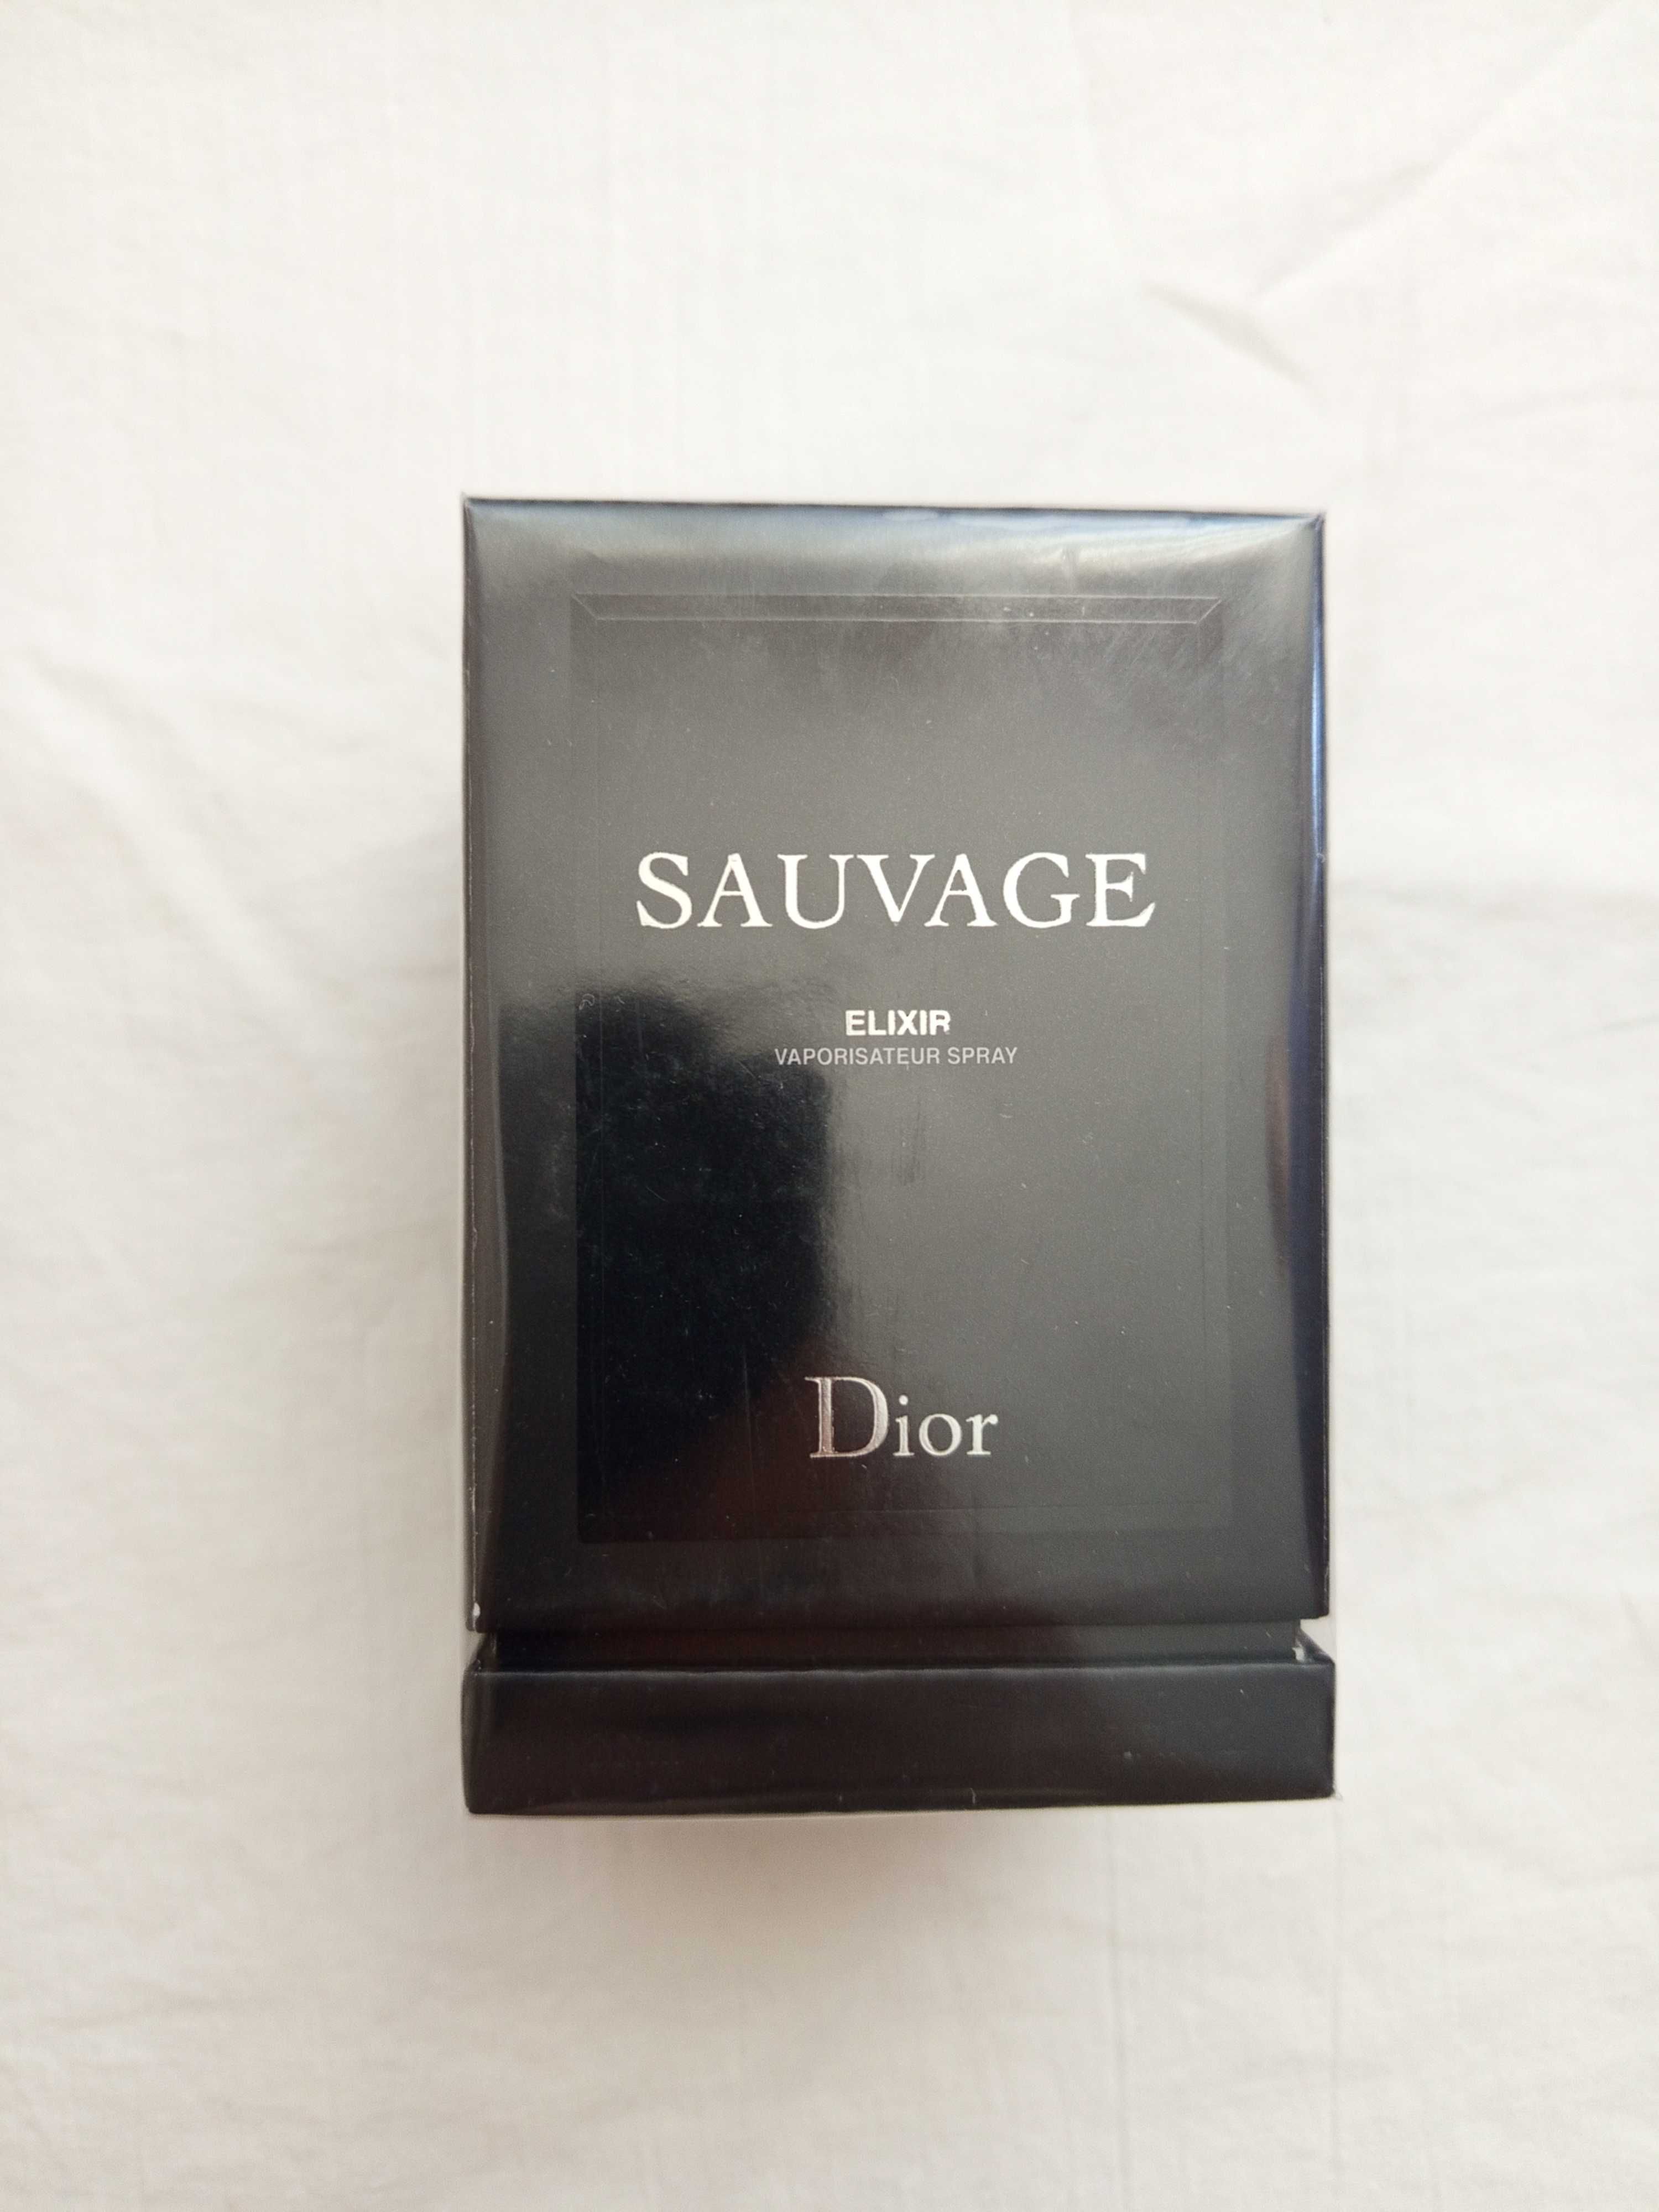 SAUVAGE
ELIXIR
VAPORISATEUR SPRAY
Dior